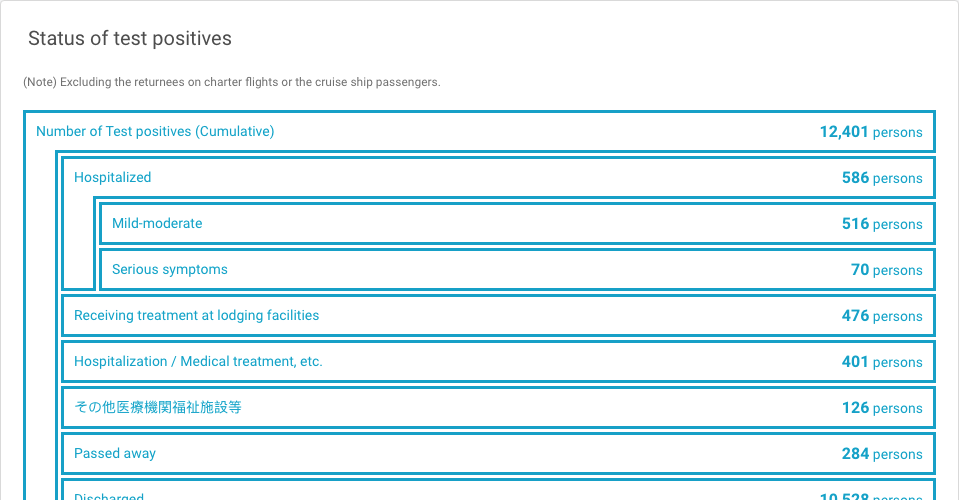 Status of test positives
(Note) Excluding the returnees on charter flights or the cruise ship passengers.
Number of Test positives (Cumulative) 12,401 persons
Hospitalized 586 persons
Mild-moderate 516 persons
Serious symptoms 70 persons
Receiving treatment at lodging facilities 476 persons
Hospitalization / Medical treatment, etc. 401 persons
その他医療機関福祉施設等 126 persons
Passed away 284 persons
Discharged 10,528 persons